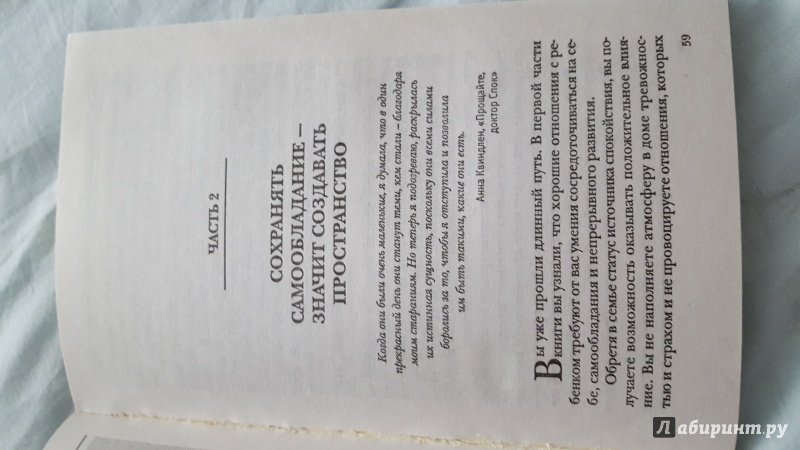 ЧАСТЬ 2
СОХРАНЯТЬ
САМООБЛАДАНИЕ –
ЗНАЧИТ СОЗДАВАТЬ
ПРОСТРАНСТВО
Когда они были очень маленькие, я думала, что в один
прекрасный день они станут теми, кем стали – благодаря
моим стараниям. Но теперь я подозреваю, раскрылась
их истинная сущность, поскольку они всеми силами
боролись за то, чтобы я отступила и позволила
им быть такими, какие они есть.
Анна Квиндлен, «Прощайте,
доктор Спок»
Вы уже прошли длинный путь. В первой части
книги вы узнали, что хорошие отношения с ре-
бенком требуют от вас умения сосредоточиваться на се-
бе, самообладания и непрерывного развития.
Обретя в семье статус источника спокойствия, вы по-
лучаете возможность оказывать положительное влия-
ние. Вы не наполняете атмосферу в доме тревожнос-
тью и страхом и не провоцируете отношения, которых
59
Лабиринт.ру